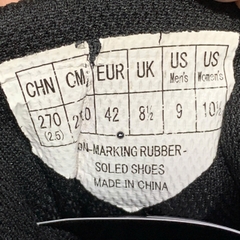 CHN CM EUR UK US Men's US Women's
270 (2.5) 42 8½ 9 10½
-MARKING RUBBER-
SOLED SHOES
MADE IN CHINA